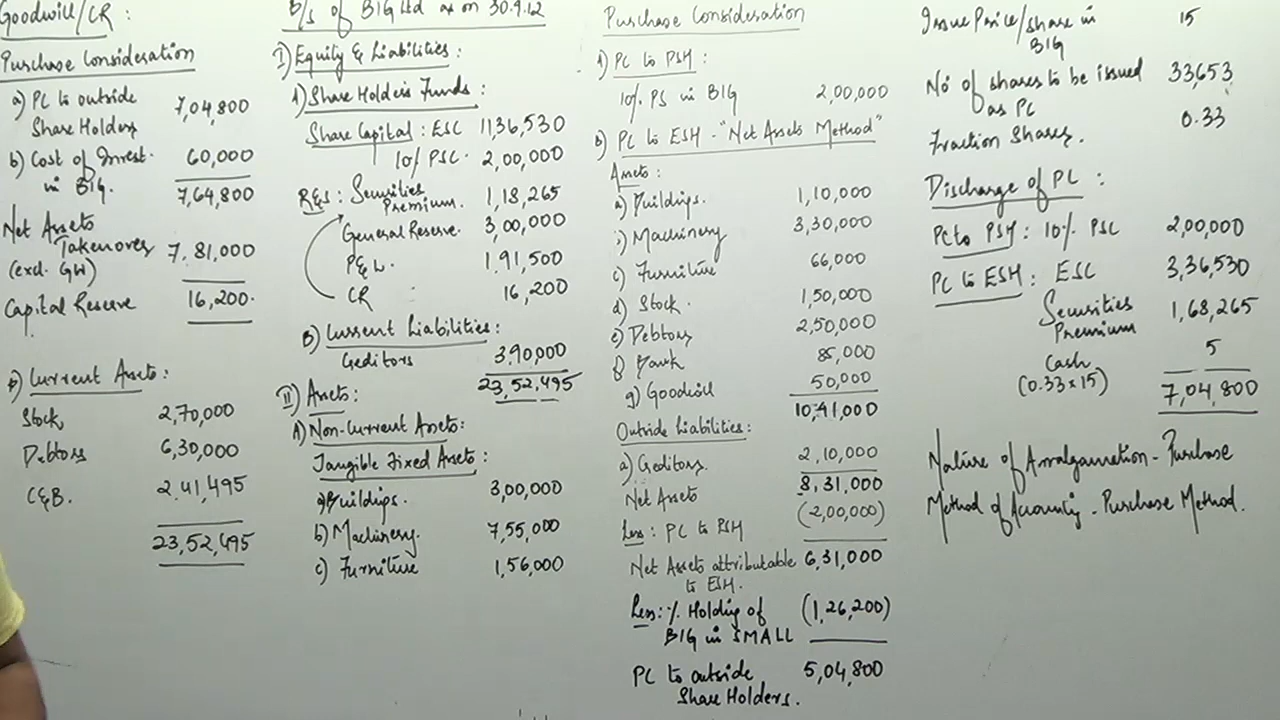 Goodwill/CR:
Purchase Consideration
a) PC to outside
Share Holders 7,04,800
b) Cost of Invest. 60,000
in BIG. 7,64,800
Net Assets
Takenover 7,81,000
(excl. GW)
Capital Reserve 16,200.
B) Current Assets:
Stock 2,70,000
Debtors 6,30,000
C&B. 2,41,495
23,52,495
B/S of BIG Ltd as on 30.9.12
I) Equity & Liabilities:
1) Share Holders Funds:
Share Capital: ESC 11,36,530
10% PSC. 2,00,000
R&S: Securities
Premium. 1,18,265
General Reserve. 3,00,000
P&L. 1,91,500
CR 16,200
B) Current Liabilities:
Creditors 3,90,000
23,52,495
II) Assets:
A) Non-Current Assets:
Tangible Fixed Assets:
a) Buildings. 3,00,000
b) Machinery. 7,55,000
c) Furniture 1,56,000
Purchase Consideration
1) PC to PSH:
10% PS in BIG 2,00,000
B) PC to ESH - "Net Assets Method"
Assets:
a) Buildings. 1,10,000
b) Machinery 3,30,000
c) Furniture 66,000
d) Stock. 1,50,000
e) Debtors 2,50,000
f) Bank 85,000
g) Goodwill 50,000
10,41,000
Outside Liabilities:
a) Creditors. 2,10,000
Net Assets 8,31,000
Less: PC to PSH (2,00,000)
Net Assets attributable 6,31,000
to ESH.
Less: % Holding of (1,26,200)
BIG in SMALL
PC to outside 5,04,800
Share Holders.
Issue Price/share in 15
BIG
No of shares to be issued 33,653
as PC
Fraction Shares. 0.33
Discharge of PC:
PC to PSH: 10% PSC 2,00,000
PC to ESH: ESC 3,36,530
Securities 1,68,265
Premium
Cash 5
(0.33x15)
7,04,800
Nature of Amalgamation - Purchase
Method of Accounting - Purchase Method.